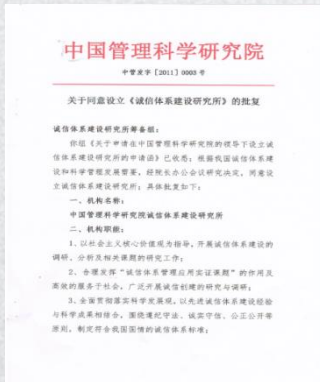 中国管理科学研究院
中管发字［2011］0003 号
关于同意设立《诚信体系建设研究所》的批复
诚信体系建设研究所筹备组：
你组《关于申请在中国管理科学研究院的领导下设立诚
信体系建设研究所的申请函》已收悉；根据我国诚信体系建
设和科学管理发展需要，经院长办公会议研究决定，同意设
立诚信体系建设研究所；具体批复如下：
一、机构名称：
中国管理科学研究院诚信体系建设研究所
二、机构职能：
1、以社会主义核心价值观为指导，开展诚信体系建设的
调研、分析及相关课题的研究工作；
2、合理发挥“诚信体系管理应用实证课题”的作用及
高效的服务于社会，广泛开展诚信创建的研究与调研；
3、全面贯彻落实科学发展观，以先进诚信体系建设经验
与科学成果相结合，围绕遵纪守法、诚实守信、公正公开等
原则，制定符合我国国情的诚信体系标准；